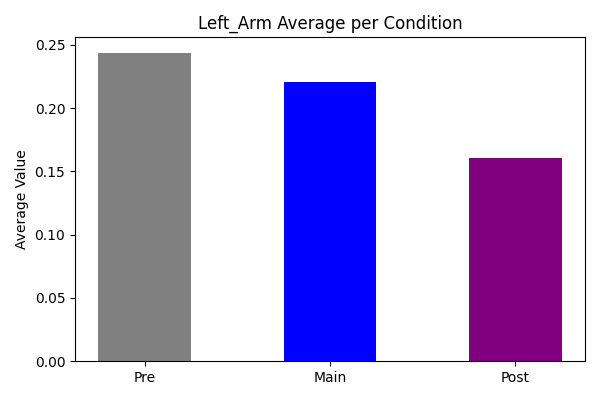 Left_Arm Average per Condition
Average Value
0.25
0.20
0.15
0.10
0.05
0.00
Pre
Main
Post